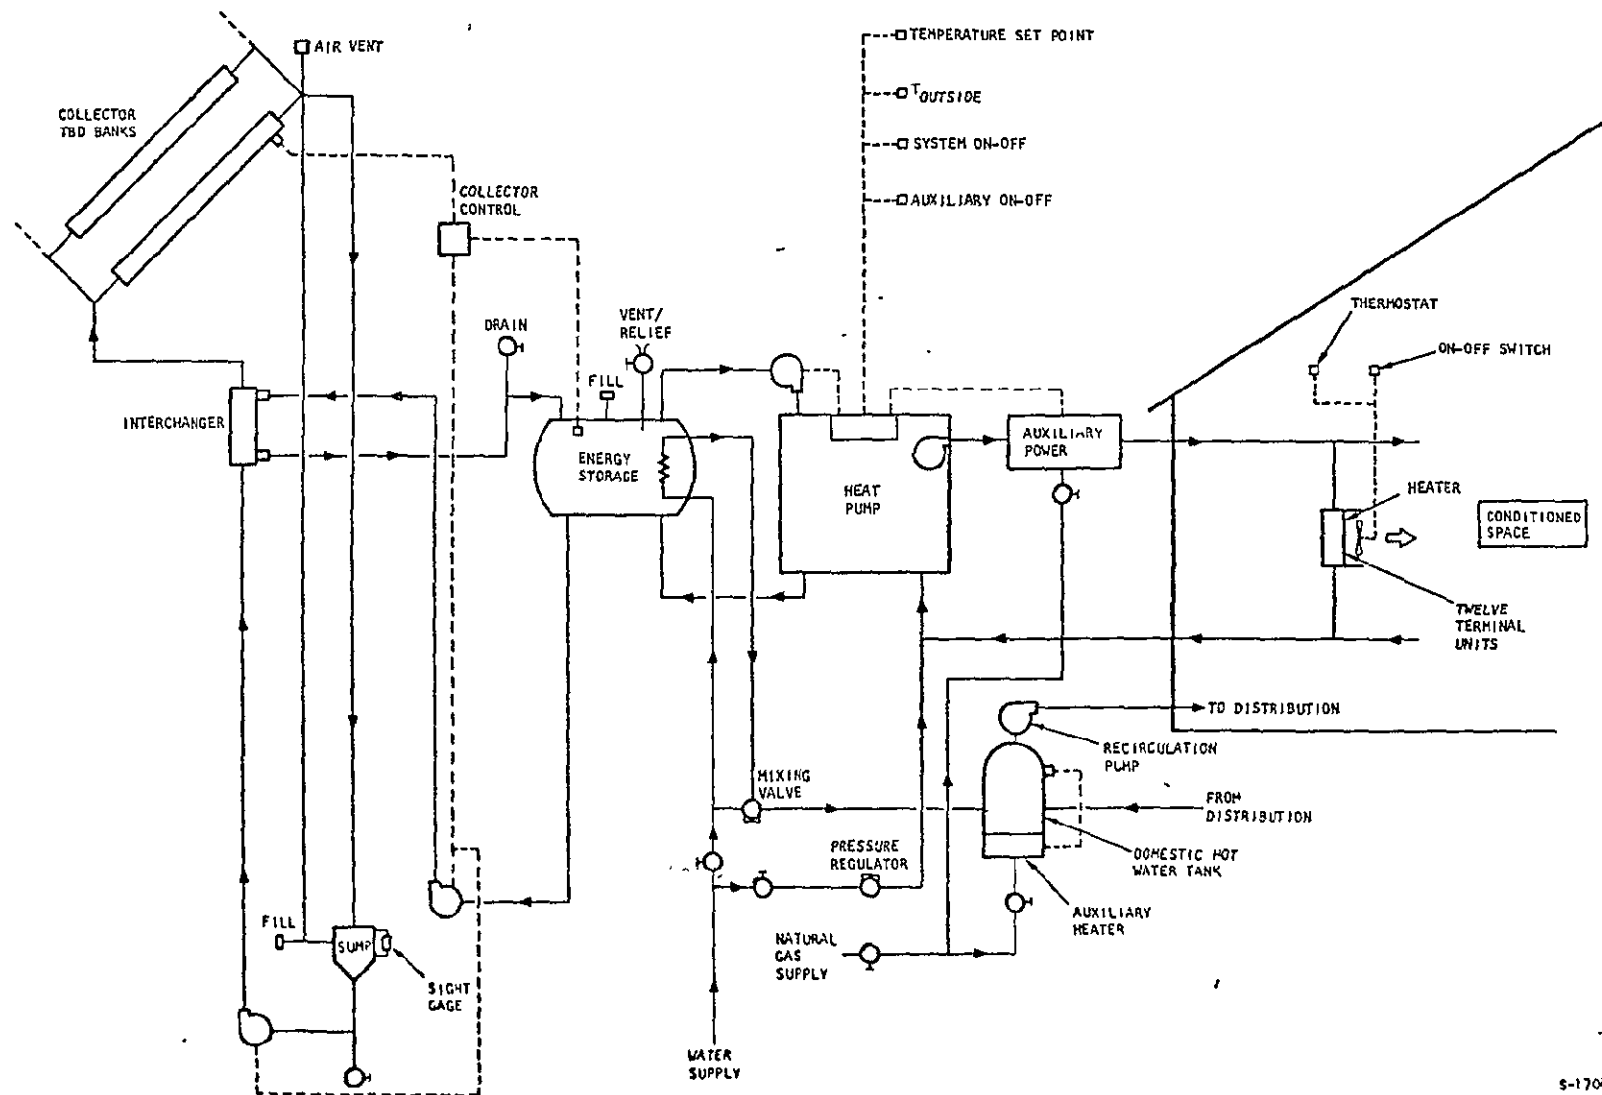 AIR VENT
COLLECTOR
TBD BANKS
TEMPERATURE SET POINT
TOUTSIDE
SYSTEM ON-OFF
AUXILIARY ON-OFF
COLLECTOR
CONTROL
DRAIN
VENT/
RELIEF
FILL
THERMOSTAT
ON-OFF SWITCH
INTERCHANGER
ENERGY
STORAGE
HEAT
PUMP
AUXILIARY
POWER
HEATER
CONDITIONED
SPACE
TWELVE
TERMINAL
UNITS
TO DISTRIBUTION
RECIRCULATION
PUMP
MIXING
VALVE
FROM
DISTRIBUTION
PRESSURE
REGULATOR
DOMESTIC HOT
WATER TANK
AUXILIARY
HEATER
FILL
SUMP
SIGHT
GAGE
NATURAL
GAS
SUPPLY
WATER
SUPPLY